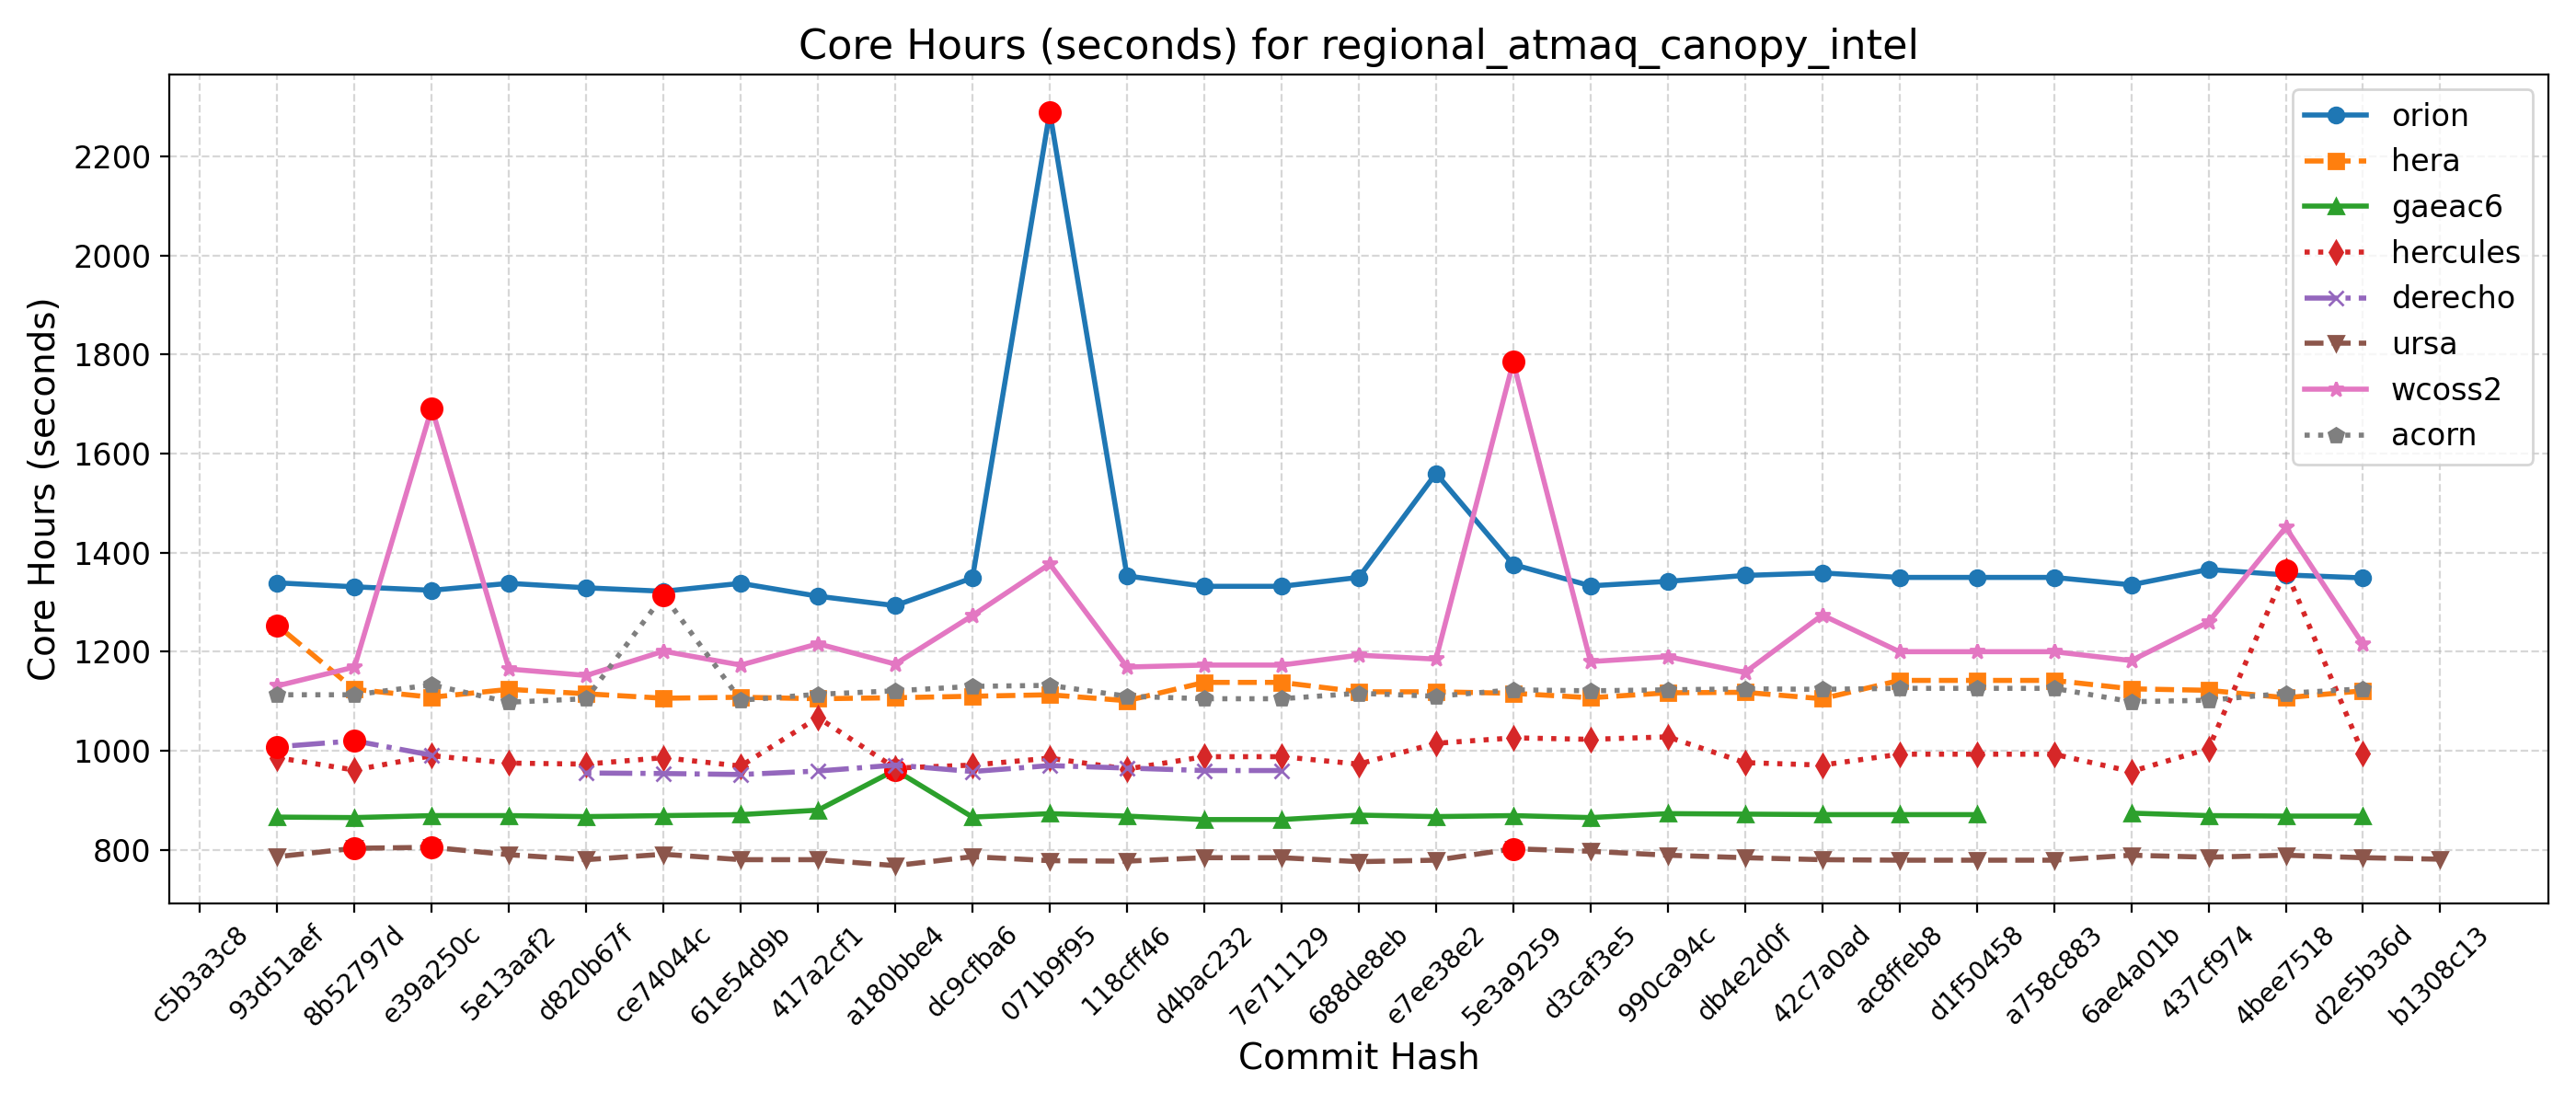 Core Hours (seconds) for regional_atmaq_canopy_intel
Core Hours (seconds)
2200
2000
1800
1600
1400
1200
1000
800
orion
hera
gaeac6
hercules
derecho
ursa
wcoss2
acorn
c5b3a3c8
93d51aef
8b52797d
e39a250c
5e13aaf2
d820b67f
ce74044c
61e54d9b
417a2cf1
a180bbe4
dc9cfba6
071b9f95
118cff46
d4bac232
7e711129
688de8eb
e7ee38e2
5e3a9259
d3caf3e5
990ca94c
db4e2d0f
42c7a0ad
ac8ffeb8
d1f50458
a758c883
6ae4a01b
437cf974
4bee7518
d2e5b36d
b1308c13
Commit Hash